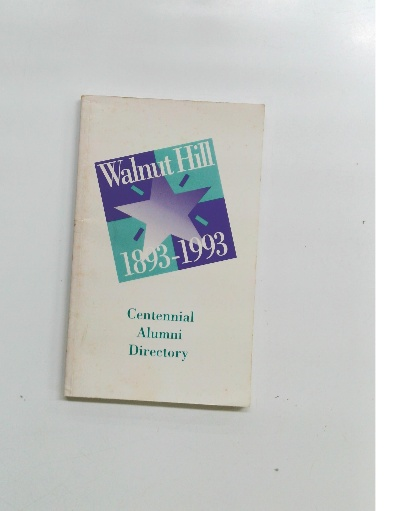 Walnut Hill
1893-1993
Centennial
Alumni
Directory